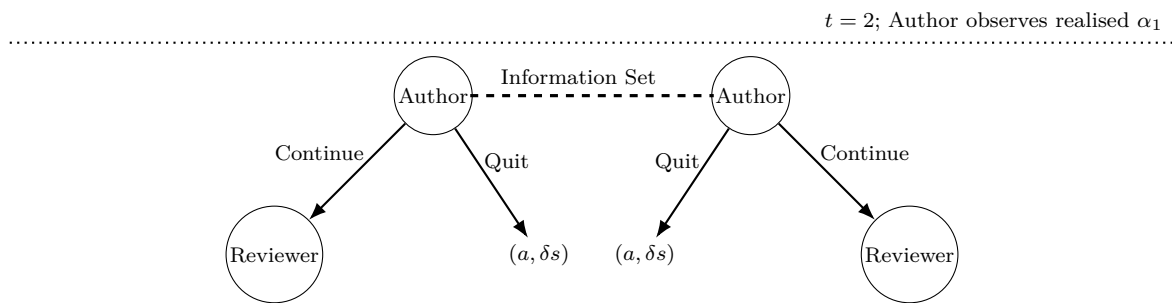 t = 2; Author observes realised α₁
Information Set
Author Author
Continue Quit Quit Continue
Reviewer (a, δs) (a, δs) Reviewer